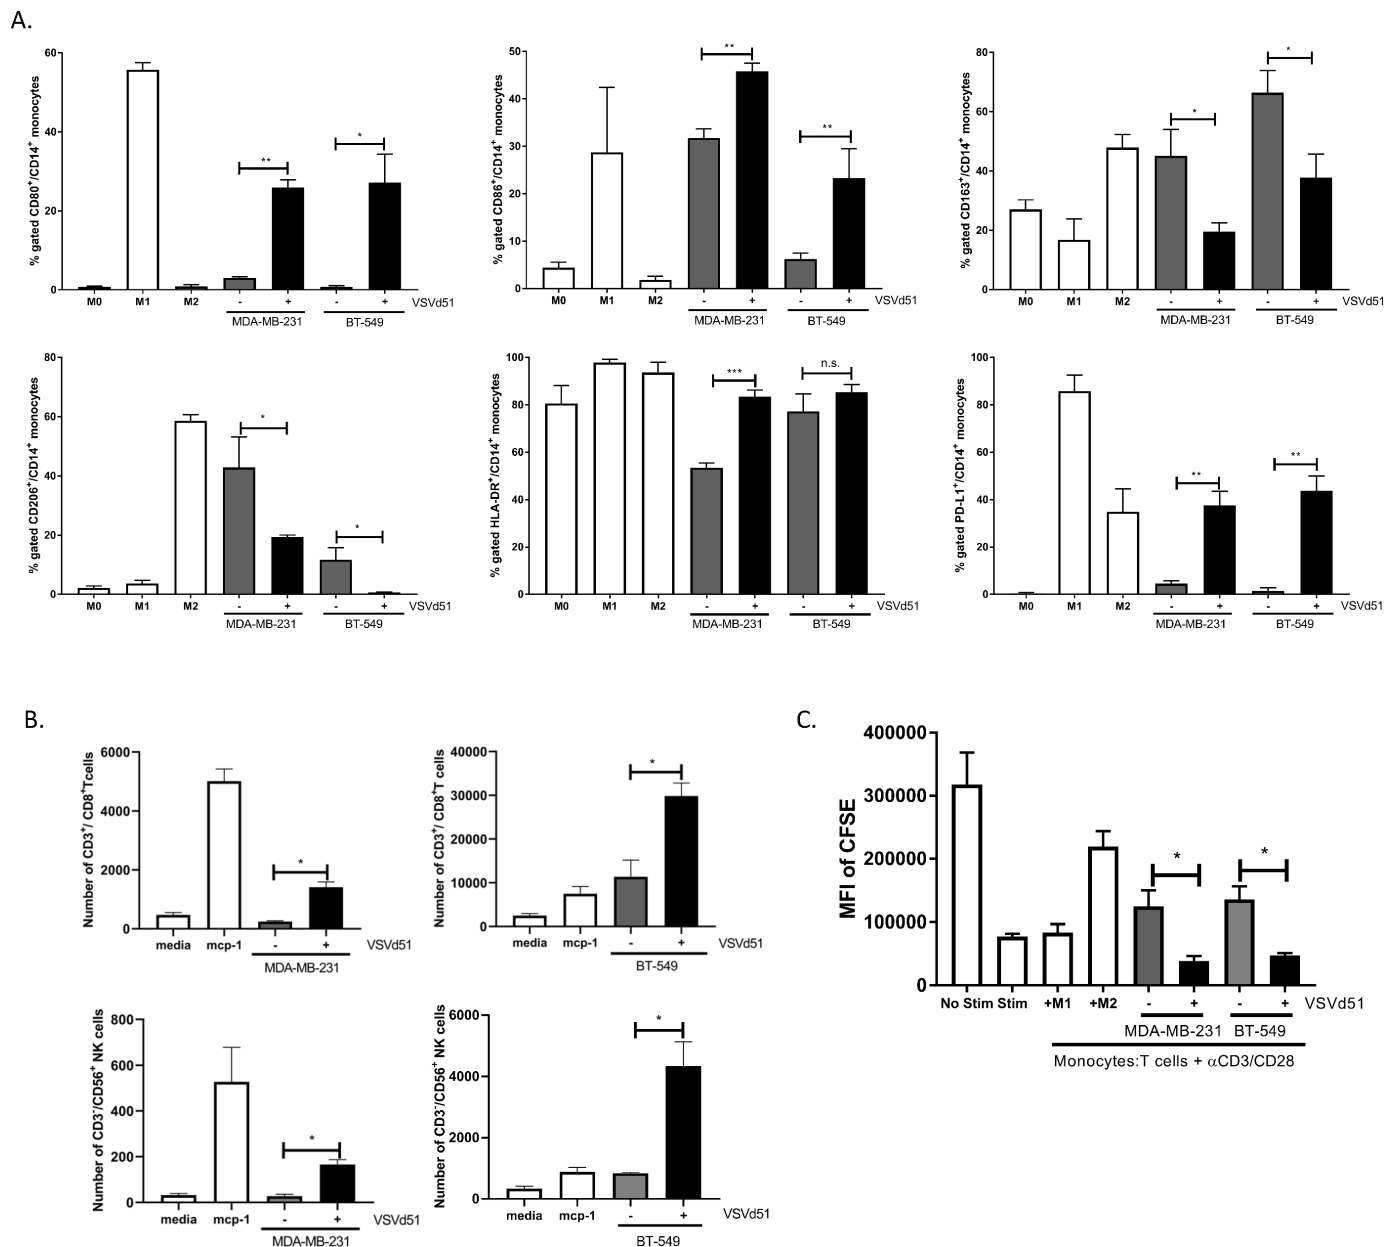 A.
% gated CD80+/CD14+ monocytes
60
40
20
0
**
*
M0 M1 M2 - + - + VSVd51
MDA-MB-231 BT-549
% gated CD86+/CD14+ monocytes
50
40
30
20
10
0
**
**
M0 M1 M2 - + - + VSVd51
MDA-MB-231 BT-549
% gated CD163+/CD14+ monocytes
80
60
40
20
0
*
*
M0 M1 M2 - + - + VSVd51
MDA-MB-231 BT-549
% gated CD206+/CD14+ monocytes
80
60
40
20
0
*
*
M0 M1 M2 - + - + VSVd51
MDA-MB-231 BT-549
% gated HLA-DR+/CD14+ monocytes
100
80
60
40
20
0
***
n.s.
M0 M1 M2 - + - + VSVd51
MDA-MB-231 BT-549
% gated PD-L1+/CD14+ monocytes
100
80
60
40
20
0
**
**
M0 M1 M2 - + - + VSVd51
MDA-MB-231 BT-549
B.
Number of CD3+/ CD8+Tcells
6000
4000
2000
0
*
media mcp-1 - + VSVd51
MDA-MB-231
Number of CD3+/ CD8+T cells
40000
30000
20000
10000
0
*
media mcp-1 - + VSVd51
BT-549
Number of CD3-/CD56+ NK cells
800
600
400
200
0
*
media mcp-1 - + VSVd51
MDA-MB-231
Number of CD3-/CD56+ NK cells
6000
4000
2000
0
*
media mcp-1 - + VSVd51
BT-549
C.
MFI of CFSE
400000
300000
200000
100000
0
*
*
No Stim Stim +M1 +M2 - + - + VSVd51
MDA-MB-231 BT-549
Monocytes:T cells + αCD3/CD28